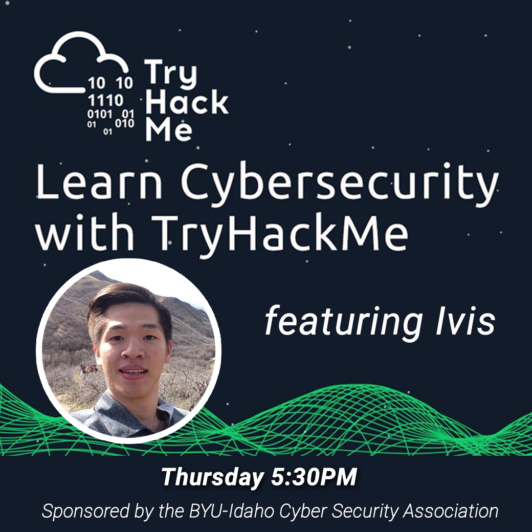 Try
Hack
Me
10 10
1110
0101 01
01 010
01
Learn Cybersecurity
with TryHackMe
featuring Ivis
Thursday 5:30PM
Sponsored by the BYU-Idaho Cyber Security Association